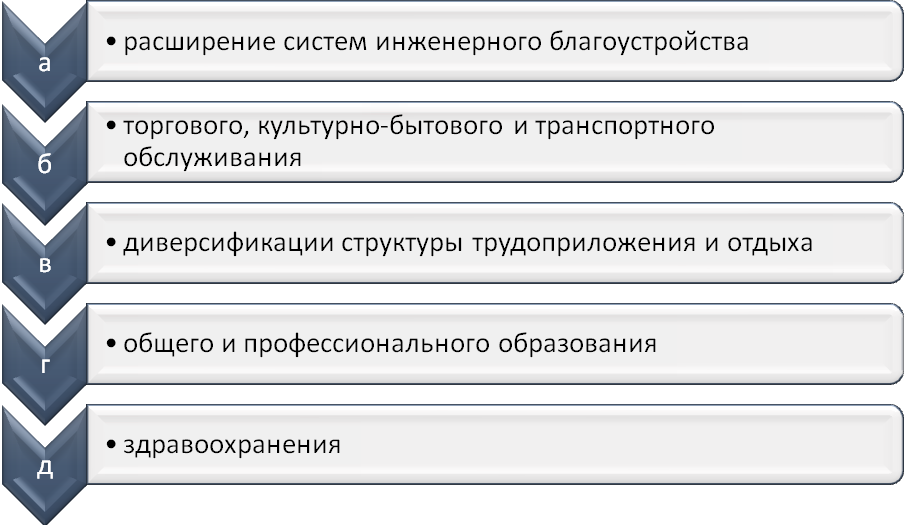 а
• расширение систем инженерного благоустройства
б
• торгового, культурно-бытового и транспортного
обслуживания
в
• диверсификации структуры трудоприложения и отдыха
г
• общего и профессионального образования
д
• здравоохранения